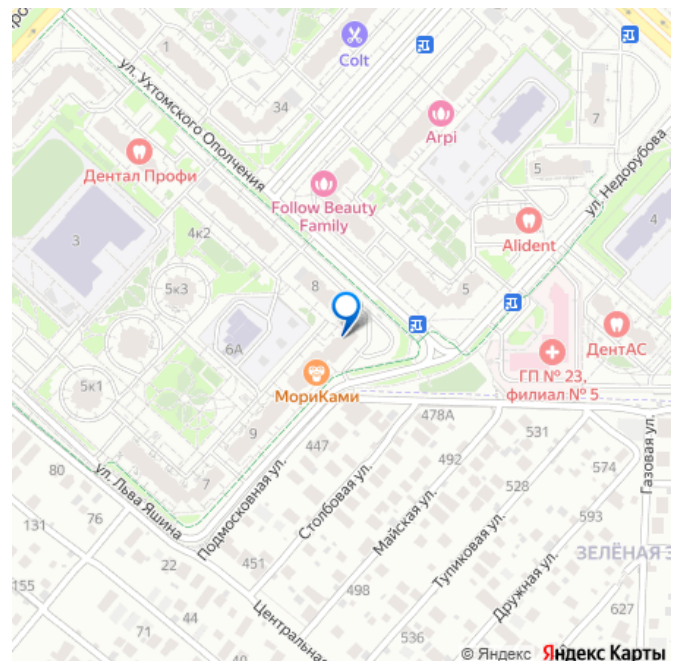 1
Colt
ул. Ухтомского Ополчения
34
Arpi
7
Дентал Профи
5
ул. Недорубова
Follow Beauty
Family
4
3
4к2
Alident
5к3
8
5
6А
ДентАС
ГП № 23,
филиал № 5
МориКами
5к1
478А
531
Газовая ул.
9
447
492
574
80
7
ул. Льва Яшина
Подмосковная ул.
Столбовая ул.
Майская ул.
528
593
76
131
Тупиковая ул.
ЗЕЛЁНАЯ З
22
451
Дружная ул.
155
498
44
Центральная
627
71
536
© Яндекс Яндекс Карты